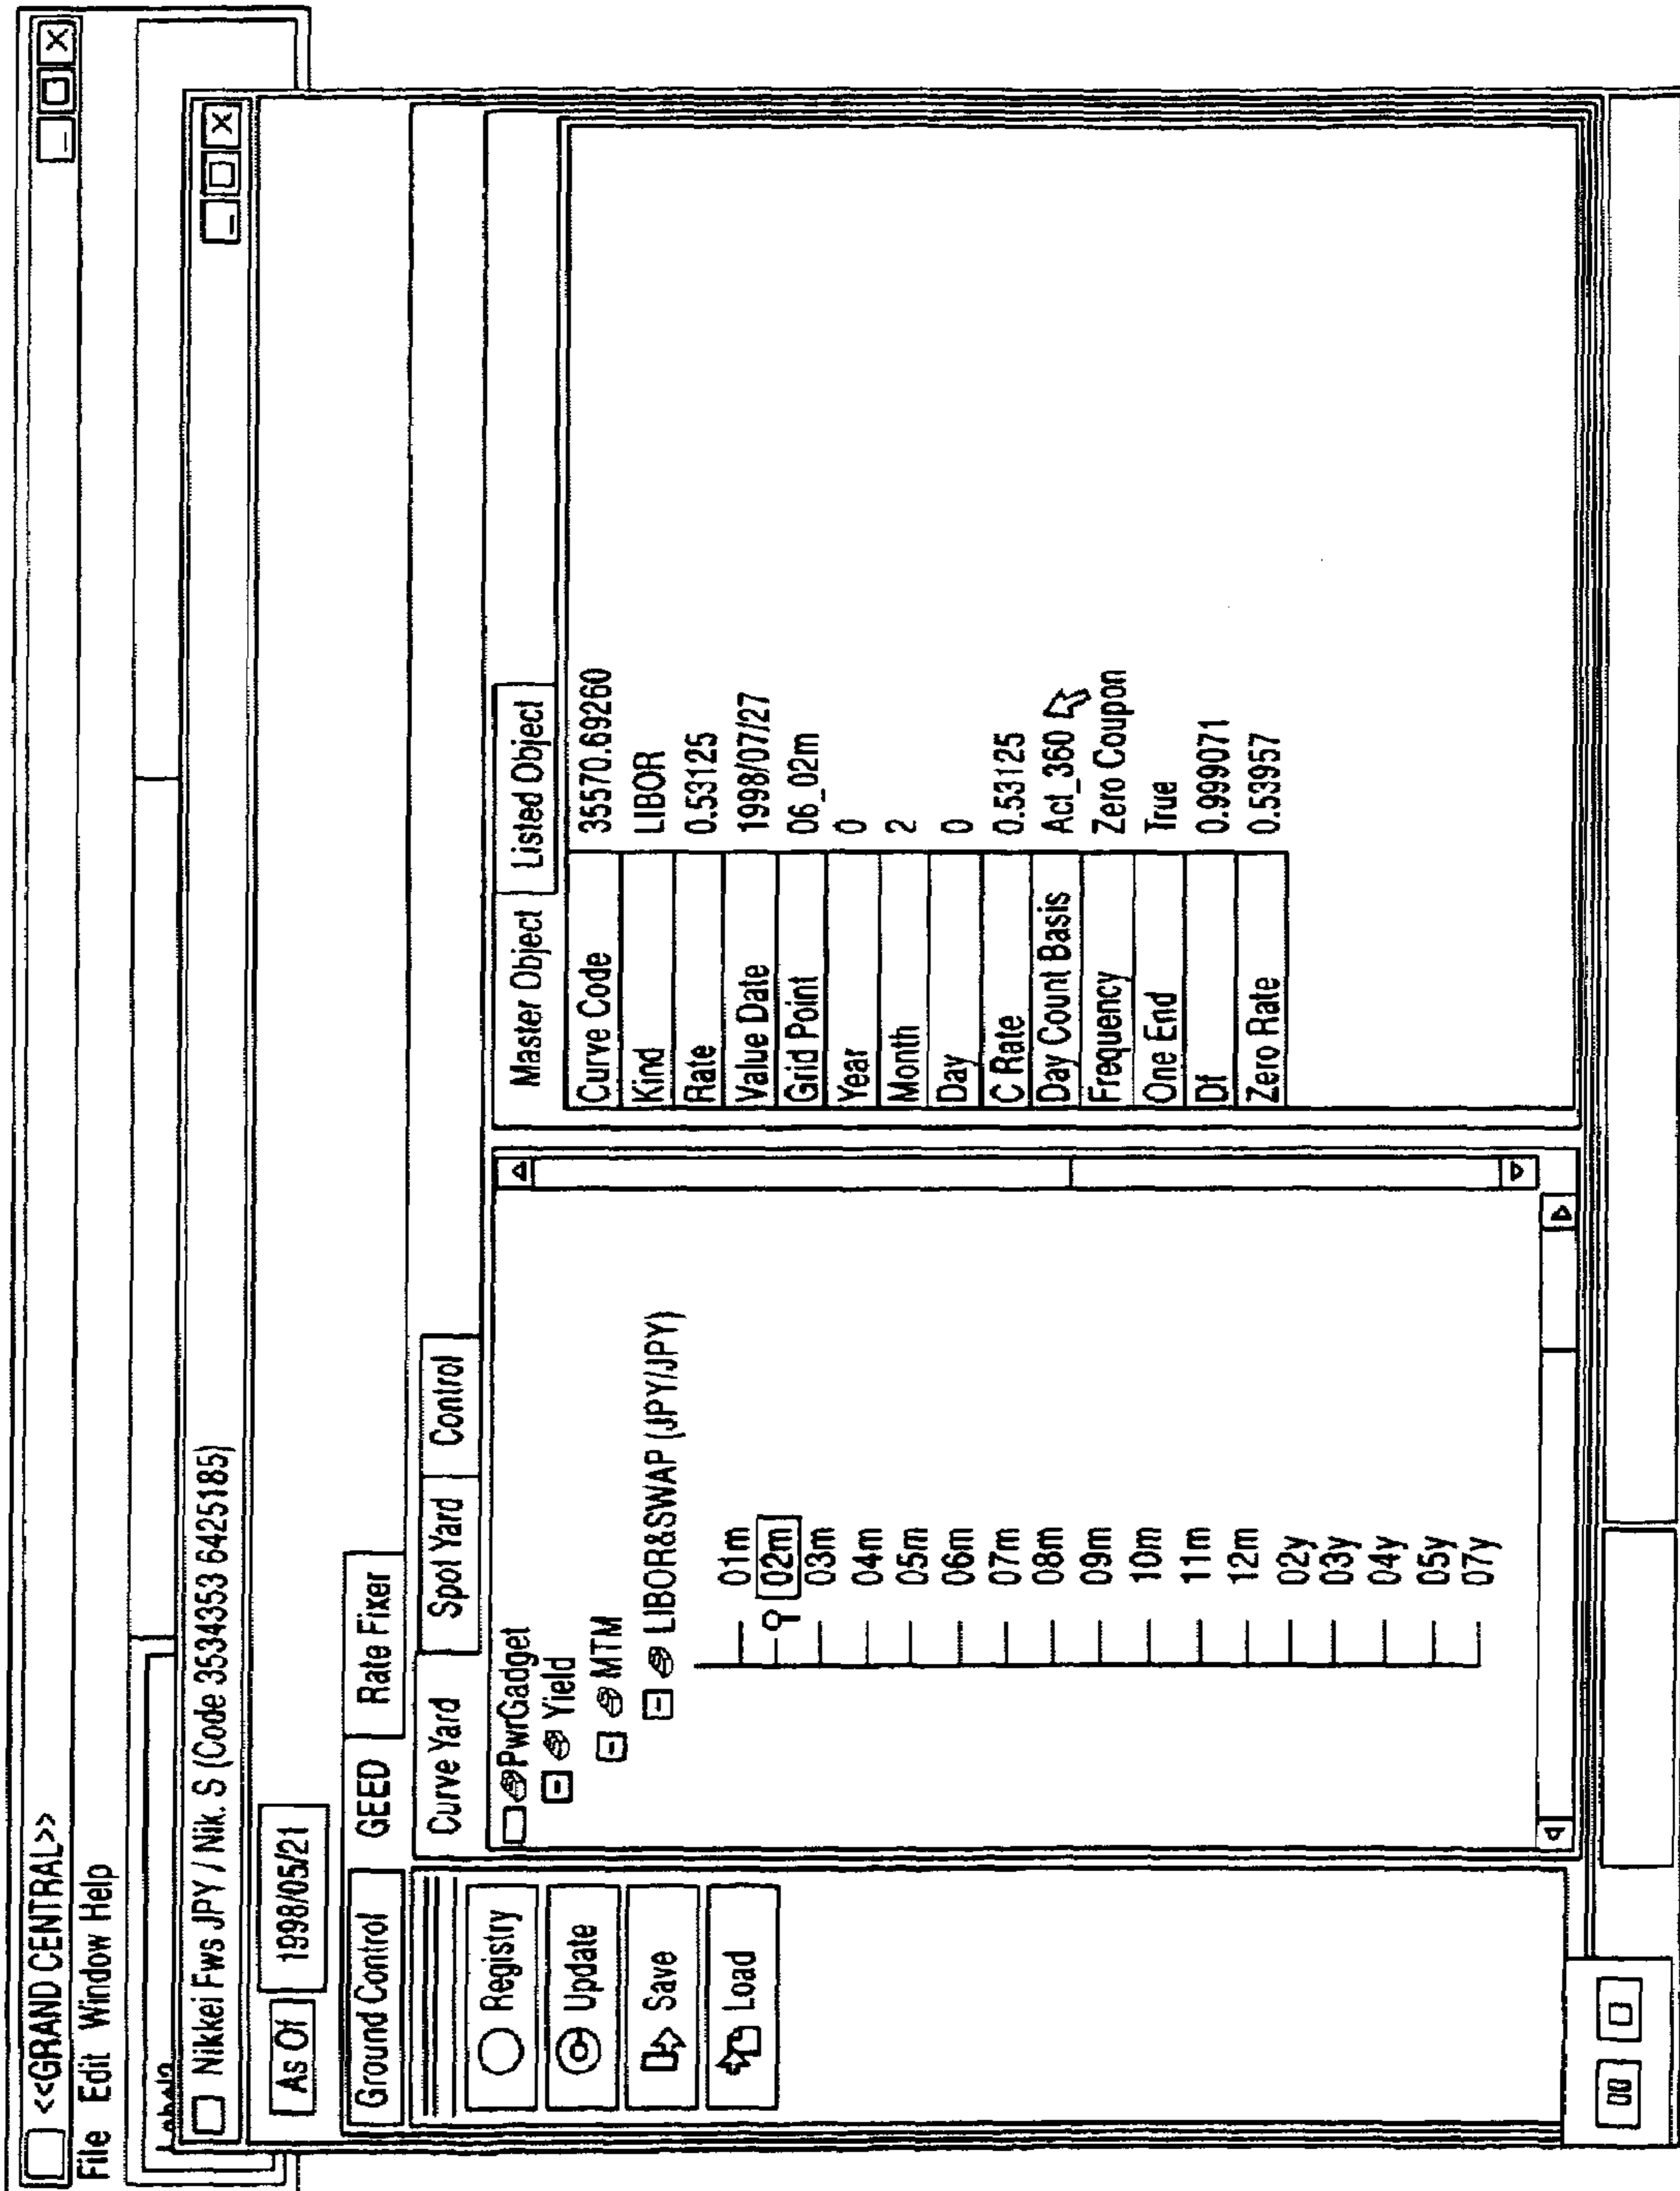 <<GRAND CENTRAL>>
File Edit Window Help
Nikkei Fws JPY / Nik. S (Code 3534353 6425185)
As Of 1998/05/21
Ground Control
GEED
Rate Fixer
Registry
Update
Save
Load
Curve Yard
Spot Yard
Control
PwrGadget
Yield
MTM
LIBOR&SWAP (JPY/JPY)
01m
02m
03m
04m
05m
06m
07m
08m
09m
10m
11m
12m
02y
03y
04y
05y
07y
Master Object
Listed Object
Curve Code 35570.69260
Kind LIBOR
Rate 0.53125
Value Date 1998/07/27
Grid Point 06_02m
Year 0
Month 2
Day 0
C Rate 0.53125
Day Count Basis Act_360
Frequency Zero Coupon
One End True
Df 0.999071
Zero Rate 0.53957